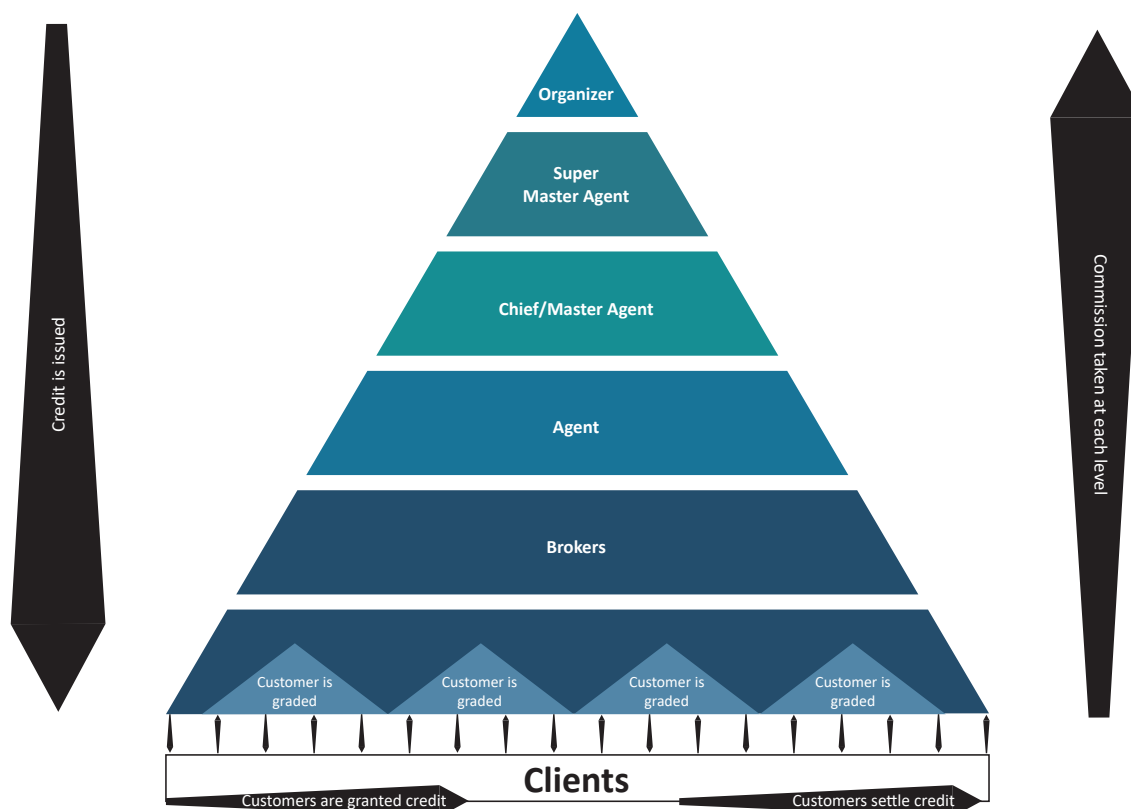 Organizer
Super
Master Agent
Chief/Master Agent
Agent
Brokers
Customer is
graded
Customer is
graded
Customer is
graded
Customer is
graded
Clients
Customers are granted credit
Customers settle credit
Credit is issued
Commission taken at each level